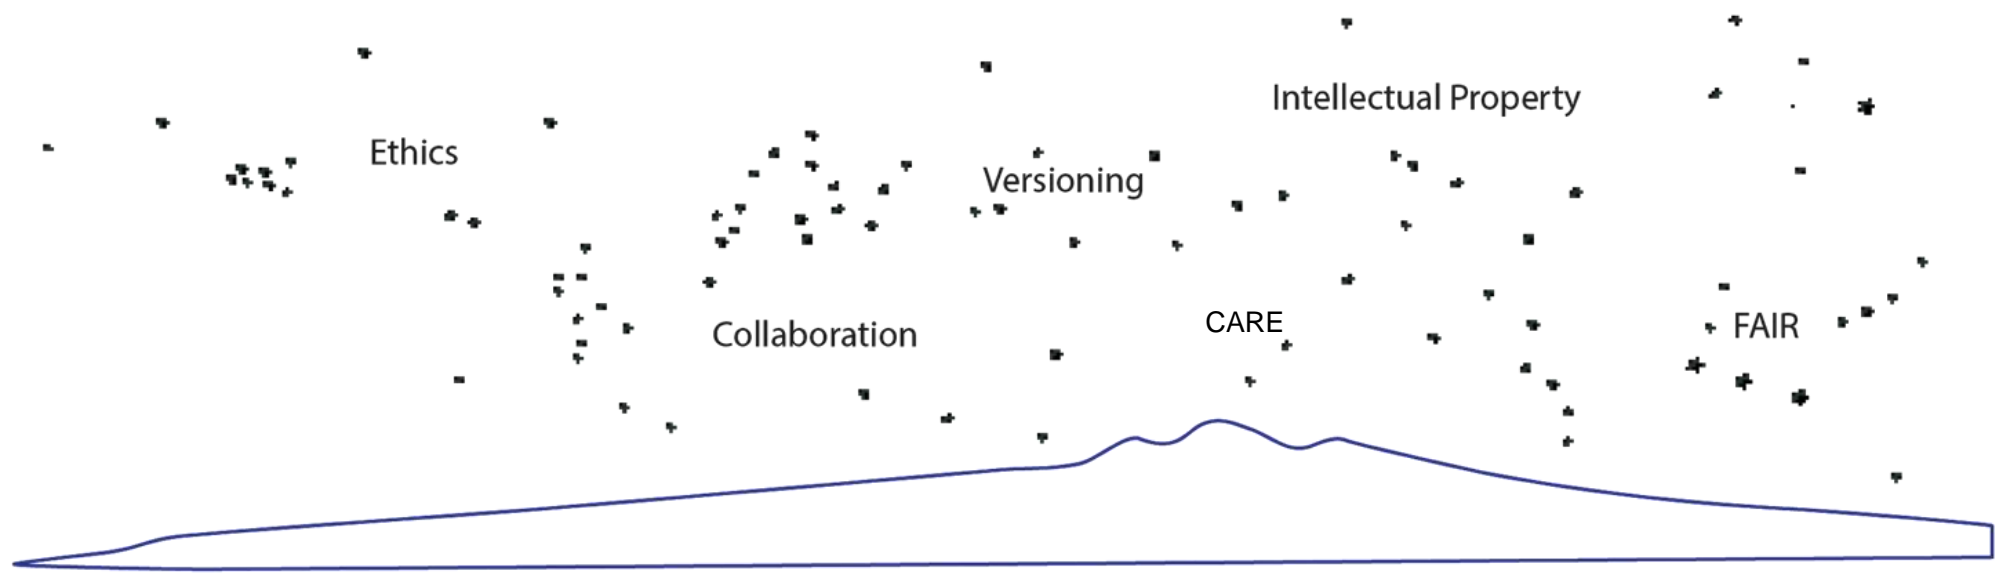 Intellectual Property
Ethics
Versioning
Collaboration
CARE
FAIR